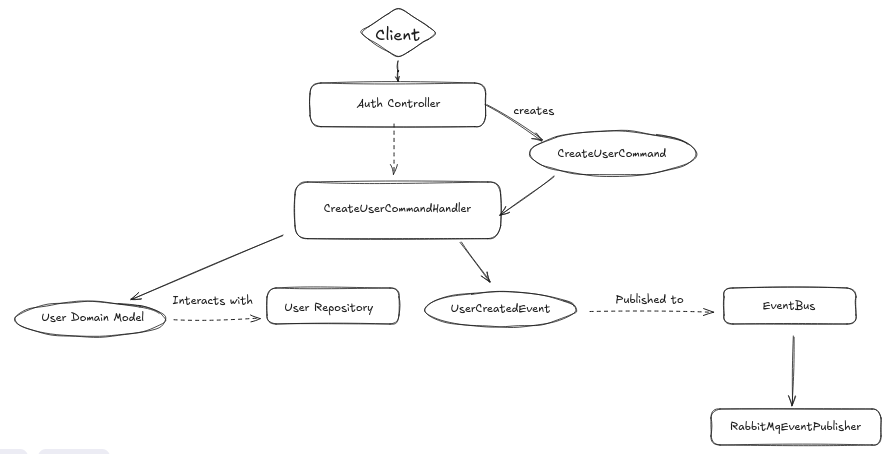 Client
Auth Controller
creates
CreateUserCommand
CreateUserCommandHandler
Interacts with
User Repository
User Domain Model
UserCreatedEvent
Published to
EventBus
RabbitMqEventPublisher